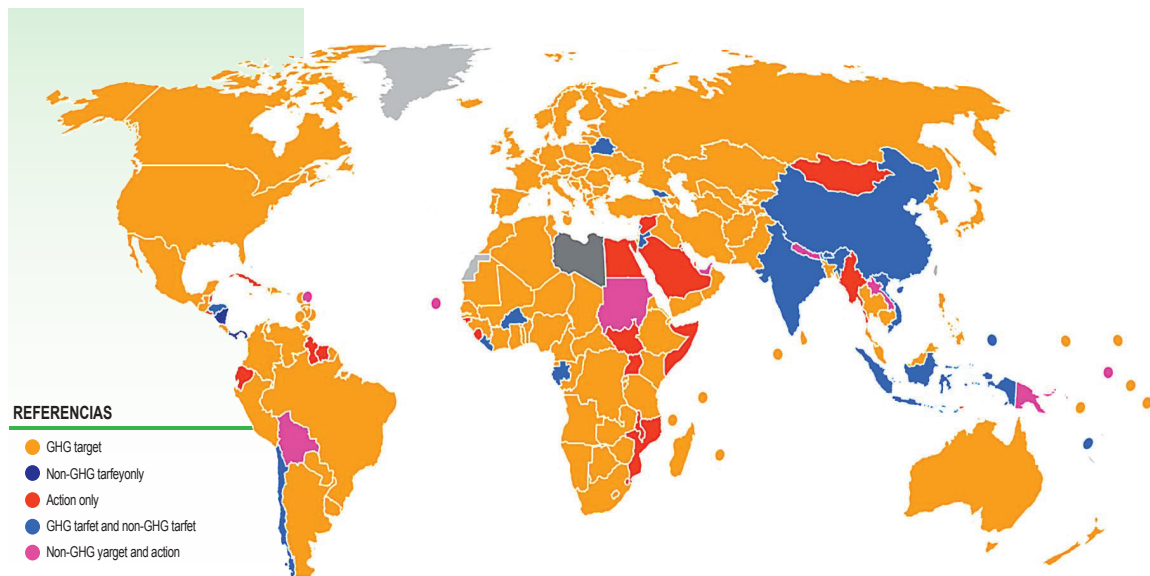 REFERENCIAS
GHG target
Non-GHG tarfeyonly
Action only
GHG tarfet and non-GHG tarfet
Non-GHG yarget and action